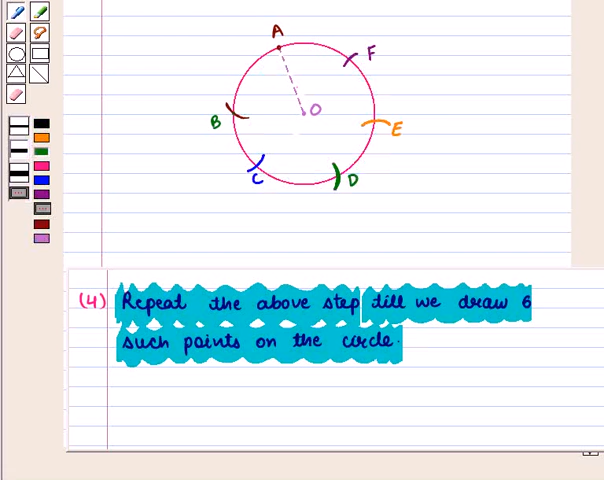 A
F
O
B
E
C
D
(4) Repeat the above step till we draw 6
such points on the circle.